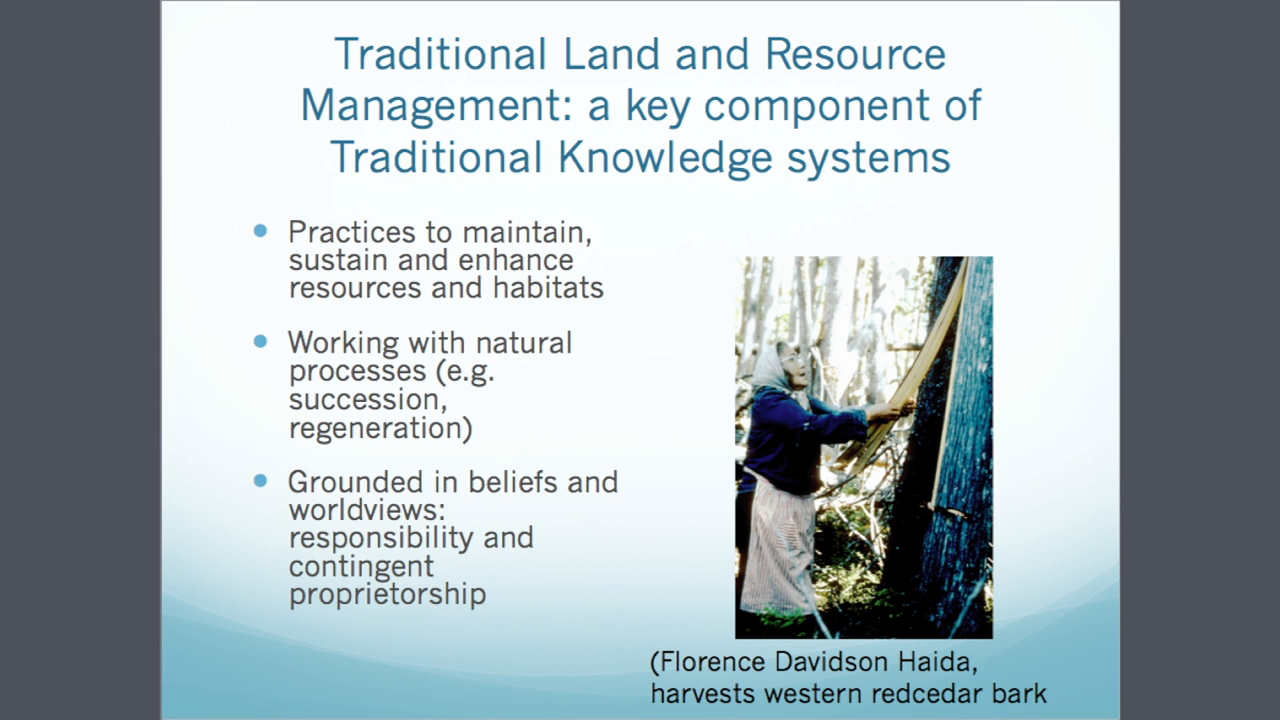 Traditional Land and Resource
Management: a key component of
Traditional Knowledge systems
Practices to maintain,
sustain and enhance
resources and habitats
Working with natural
processes (e.g.
succession,
regeneration)
Grounded in beliefs and
worldviews:
responsibility and
contingent
proprietorship
(Florence Davidson Haida,
harvests western redcedar bark